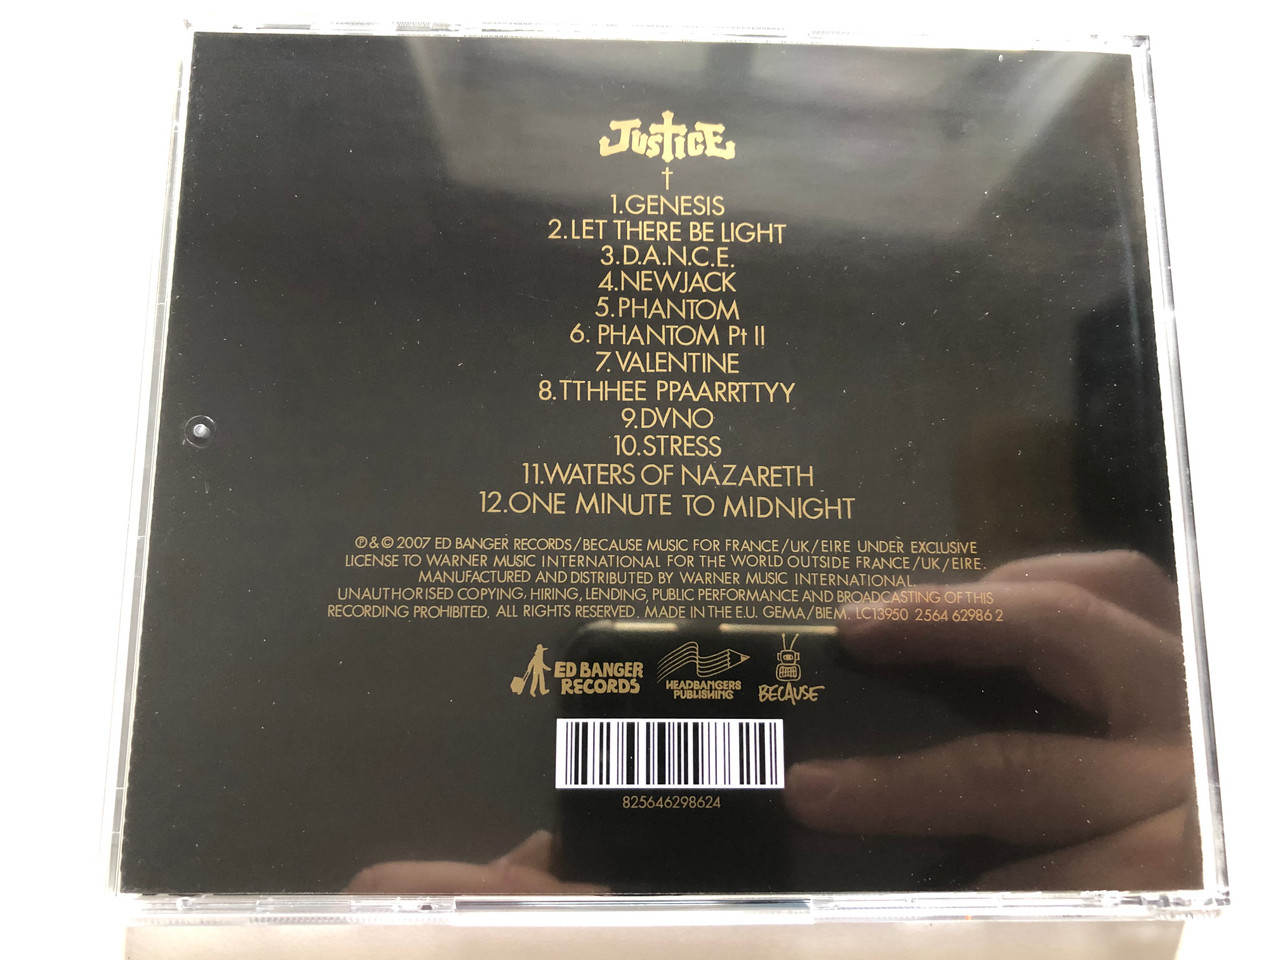 JUSTICE
†
1.GENESIS
2.LET THERE BE LIGHT
3.D.A.N.C.E.
4.NEWJACK
5.PHANTOM
6. PHANTOM Pt II
7.VALENTINE
8.TTHHEE PPAARRTTYY
9.DVNO
10.STRESS
11.WATERS OF NAZARETH
12.ONE MINUTE TO MIDNIGHT
℗&© 2007 ED BANGER RECORDS/BECAUSE MUSIC FOR FRANCE/UK/EIRE UNDER EXCLUSIVE
LICENSE TO WARNER MUSIC INTERNATIONAL FOR THE WORLD OUTSIDE FRANCE/UK/EIRE.
MANUFACTURED AND DISTRIBUTED BY WARNER MUSIC INTERNATIONAL.
UNAUTHORISED COPYING, HIRING, LENDING, PUBLIC PERFORMANCE AND BROADCASTING OF THIS
RECORDING PROHIBITED. ALL RIGHTS RESERVED. MADE IN THE E.U. GEMA/BIEM. LC13950 2564 62986 2
ED BANGER
RECORDS
HEADBANGERS
PUBLISHING
BECAUSE
825646298624